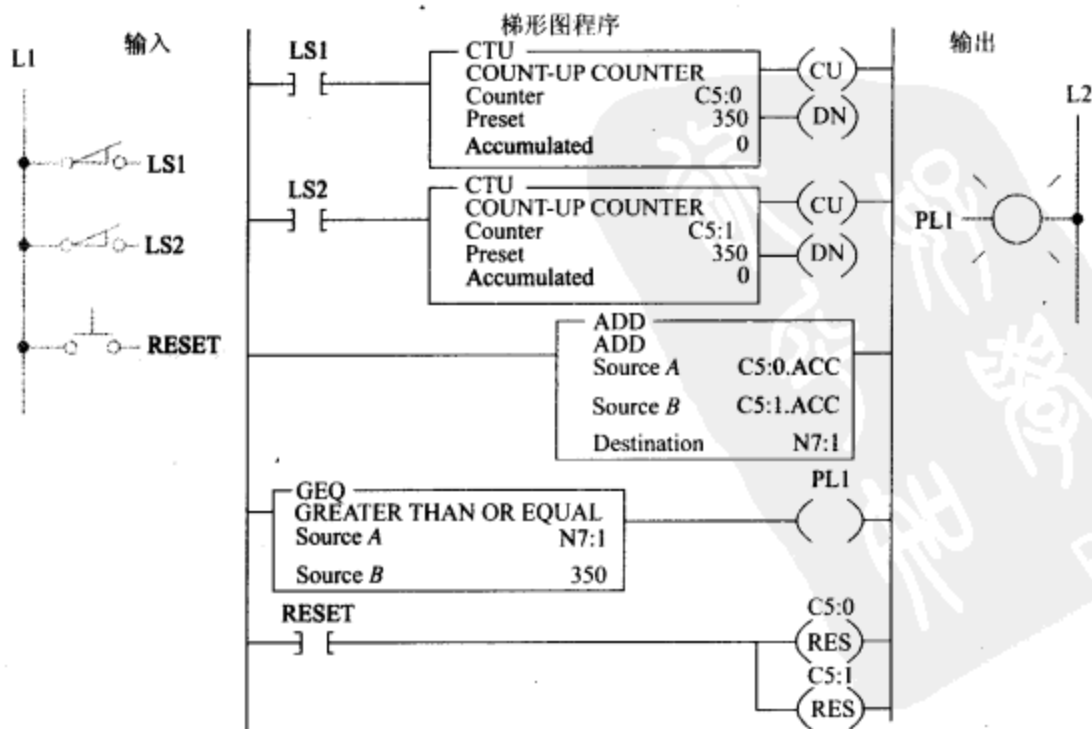 梯形图程序
输入
输出
L1
L2
LS1
LS2
RESET
LS1
CTU
COUNT-UP COUNTER
Counter C5:0
Preset 350
Accumulated 0
CU
DN
LS2
CTU
COUNT-UP COUNTER
Counter C5:1
Preset 350
Accumulated 0
CU
DN
PL1
ADD
ADD
Source A C5:0.ACC
Source B C5:1.ACC
Destination N7:1
GEQ
GREATER THAN OR EQUAL
Source A N7:1
Source B 350
PL1
RESET
C5:0
RES
C5:1
RES